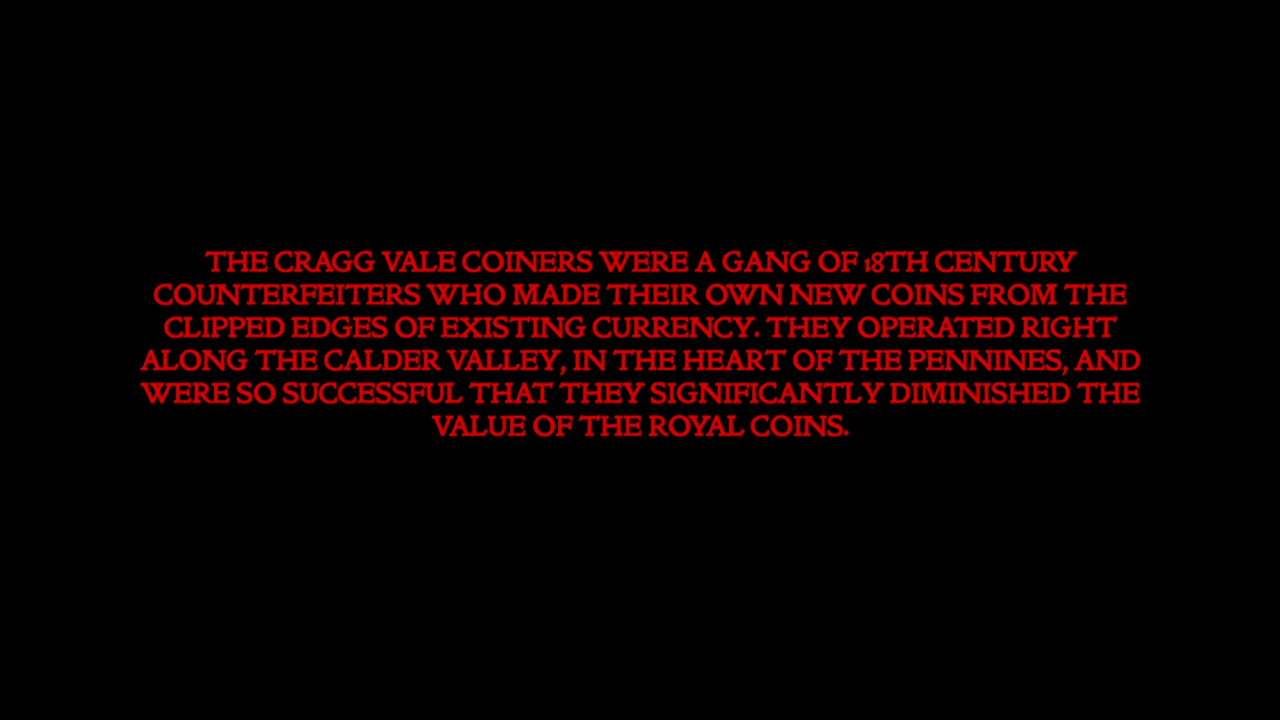 THE CRAGG VALE COINERS WERE A GANG OF 18TH CENTURY
COUNTERFEITERS WHO MADE THEIR OWN NEW COINS FROM THE
CLIPPED EDGES OF EXISTING CURRENCY. THEY OPERATED RIGHT
ALONG THE CALDER VALLEY, IN THE HEART OF THE PENNINES, AND
WERE SO SUCCESSFUL THAT THEY SIGNIFICANTLY DIMINISHED THE
VALUE OF THE ROYAL COINS.